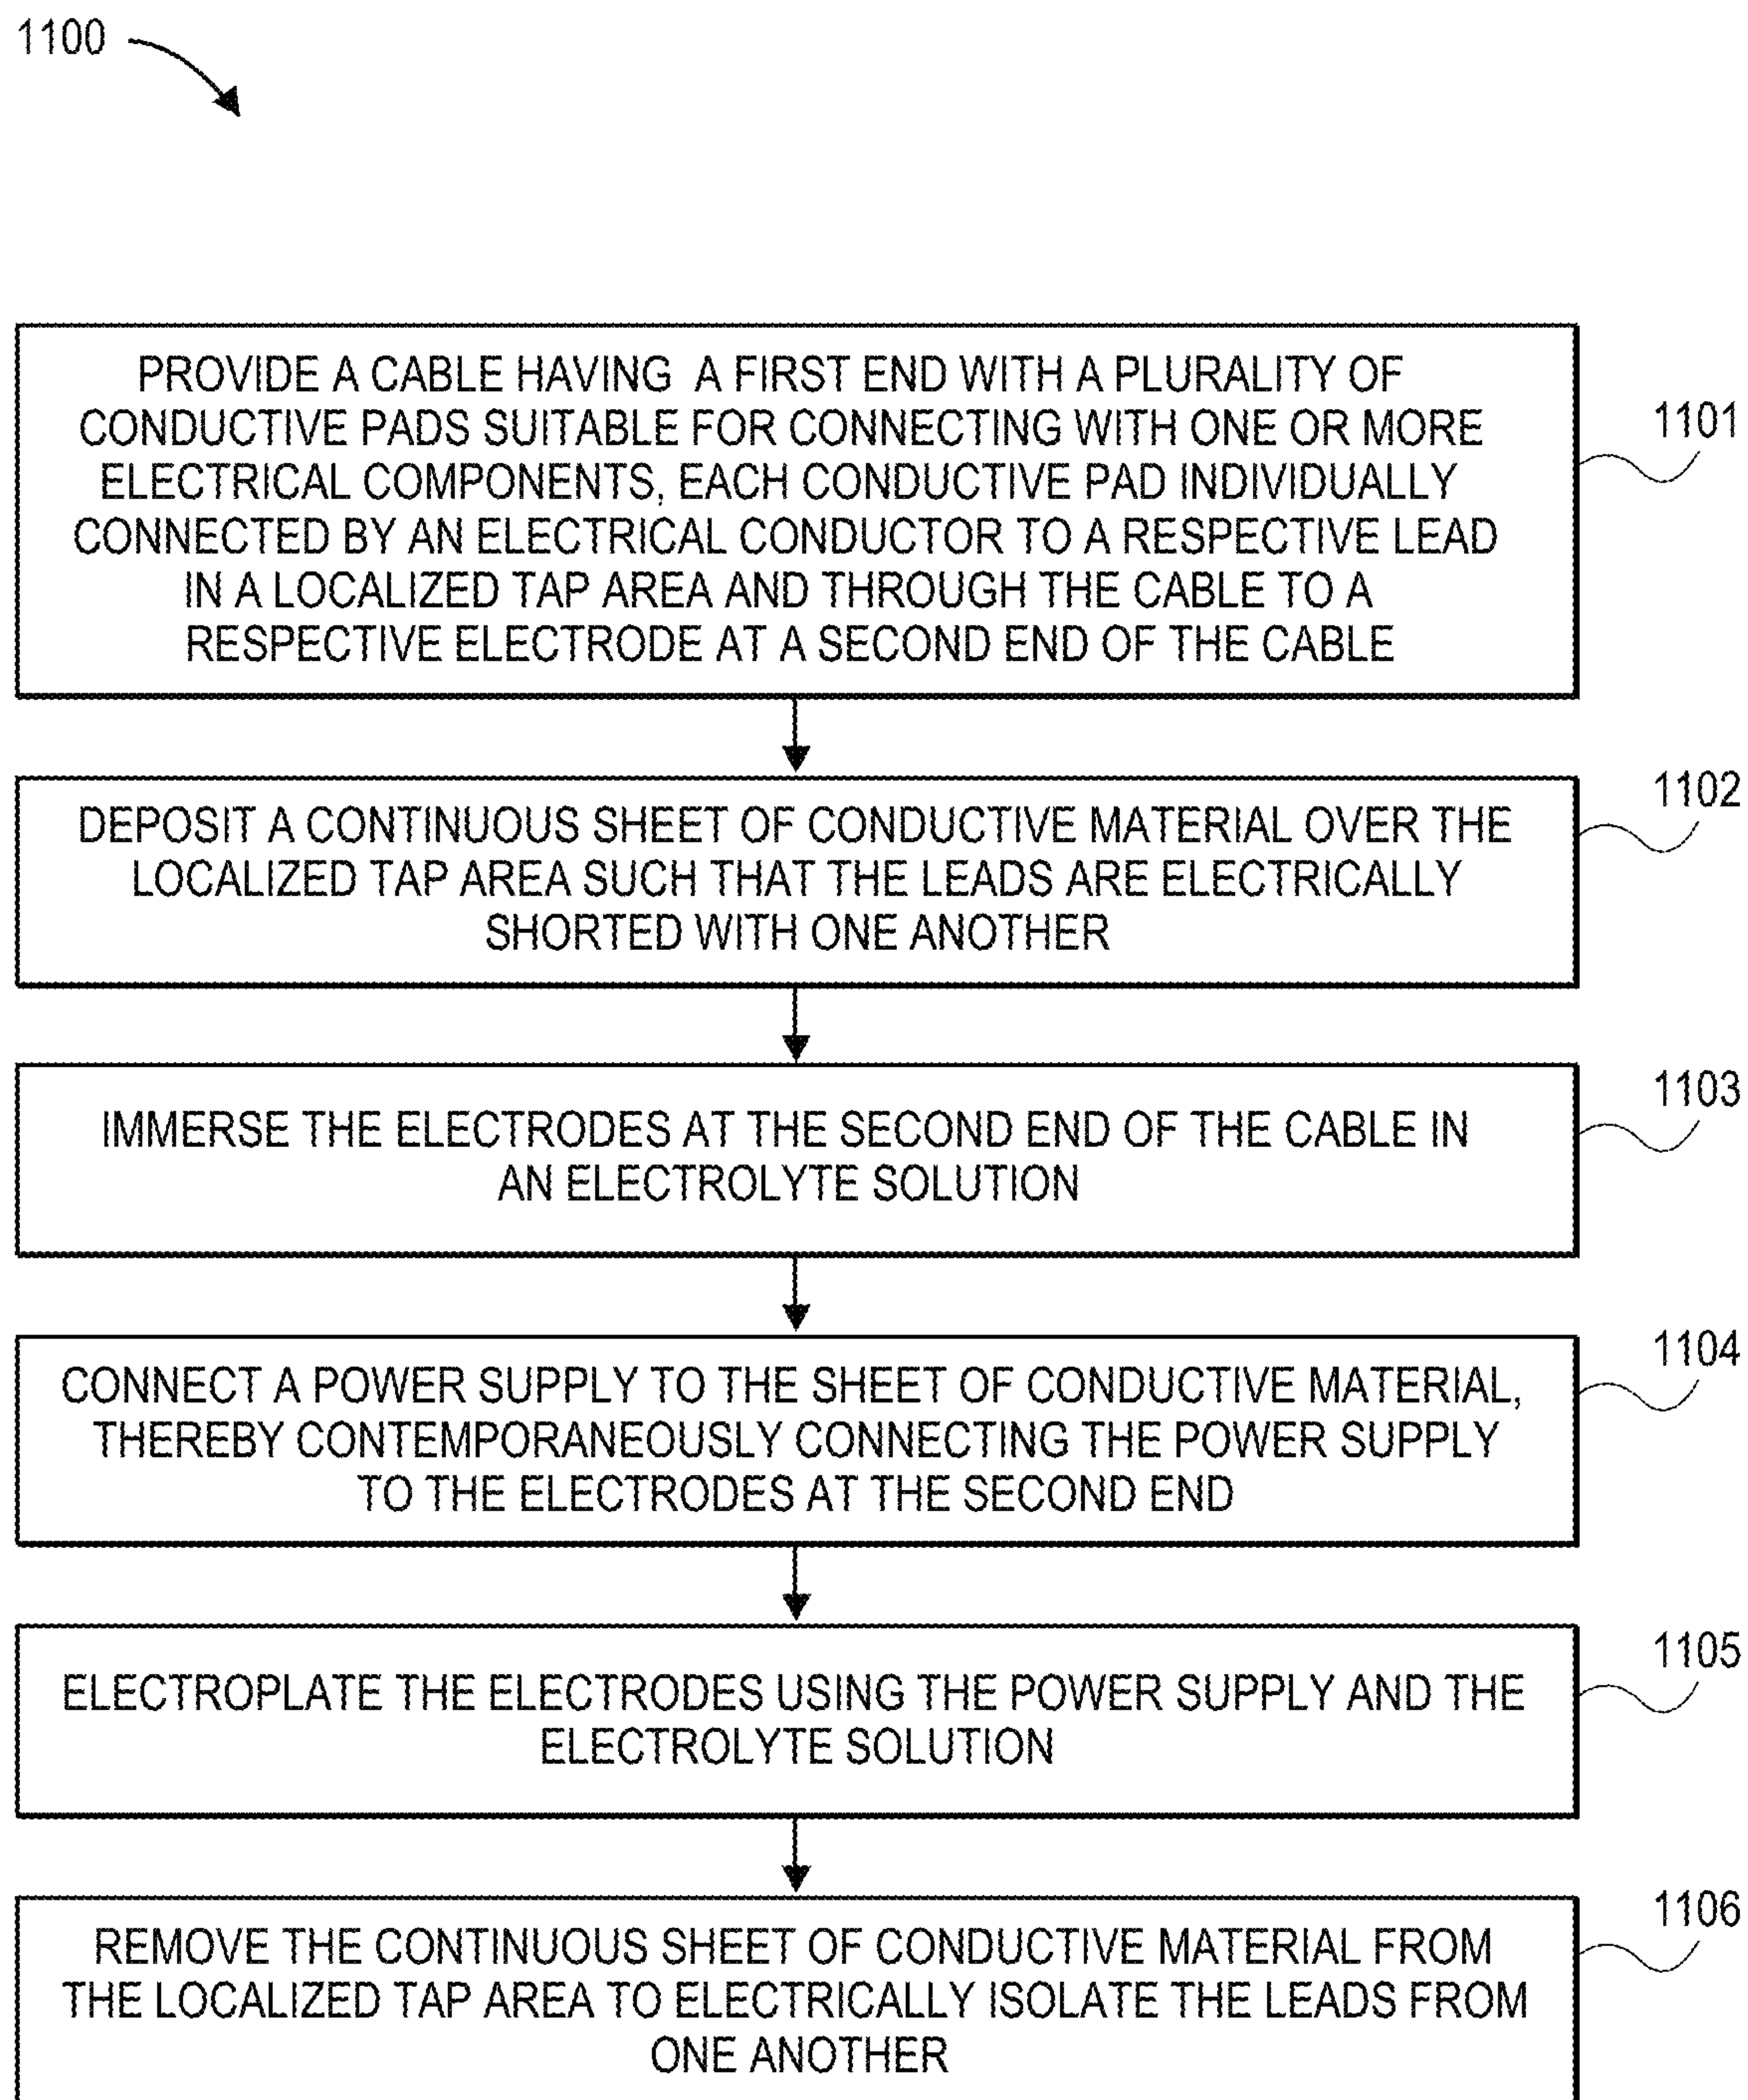 1100
PROVIDE A CABLE HAVING A FIRST END WITH A PLURALITY OF
CONDUCTIVE PADS SUITABLE FOR CONNECTING WITH ONE OR MORE
ELECTRICAL COMPONENTS, EACH CONDUCTIVE PAD INDIVIDUALLY
CONNECTED BY AN ELECTRICAL CONDUCTOR TO A RESPECTIVE LEAD
IN A LOCALIZED TAP AREA AND THROUGH THE CABLE TO A
RESPECTIVE ELECTRODE AT A SECOND END OF THE CABLE
1101
DEPOSIT A CONTINUOUS SHEET OF CONDUCTIVE MATERIAL OVER THE
LOCALIZED TAP AREA SUCH THAT THE LEADS ARE ELECTRICALLY
SHORTED WITH ONE ANOTHER
1102
IMMERSE THE ELECTRODES AT THE SECOND END OF THE CABLE IN
AN ELECTROLYTE SOLUTION
1103
CONNECT A POWER SUPPLY TO THE SHEET OF CONDUCTIVE MATERIAL,
THEREBY CONTEMPORANEOUSLY CONNECTING THE POWER SUPPLY
TO THE ELECTRODES AT THE SECOND END
1104
ELECTROPLATE THE ELECTRODES USING THE POWER SUPPLY AND THE
ELECTROLYTE SOLUTION
1105
REMOVE THE CONTINUOUS SHEET OF CONDUCTIVE MATERIAL FROM
THE LOCALIZED TAP AREA TO ELECTRICALLY ISOLATE THE LEADS FROM
ONE ANOTHER
1106